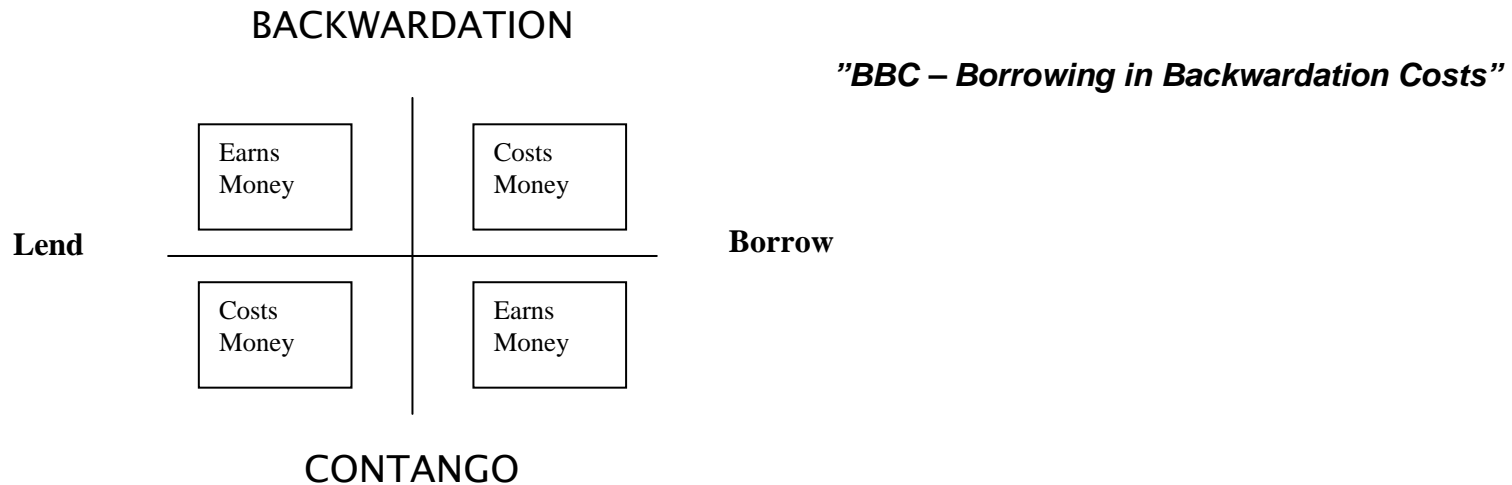 BACKWARDATION
”BBC – Borrowing in Backwardation Costs”
Earns
Money
Costs
Money
Lend
Borrow
Costs
Money
Earns
Money
CONTANGO